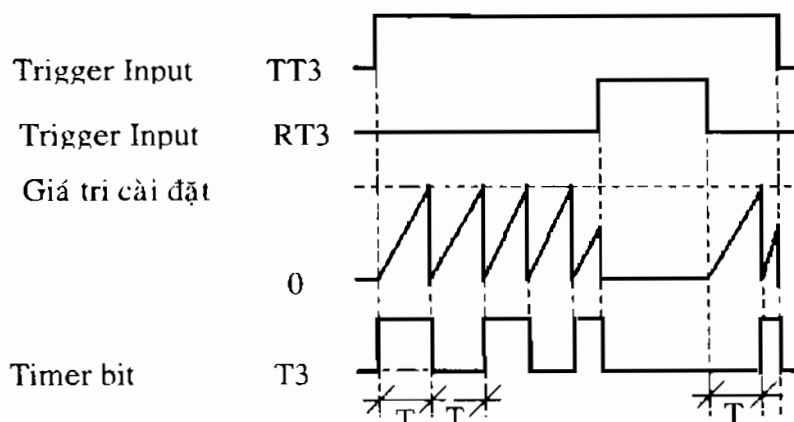 Trigger Input TT3
Trigger Input RT3
Giá tri cài đặt
0
Timer bit T3
T T T